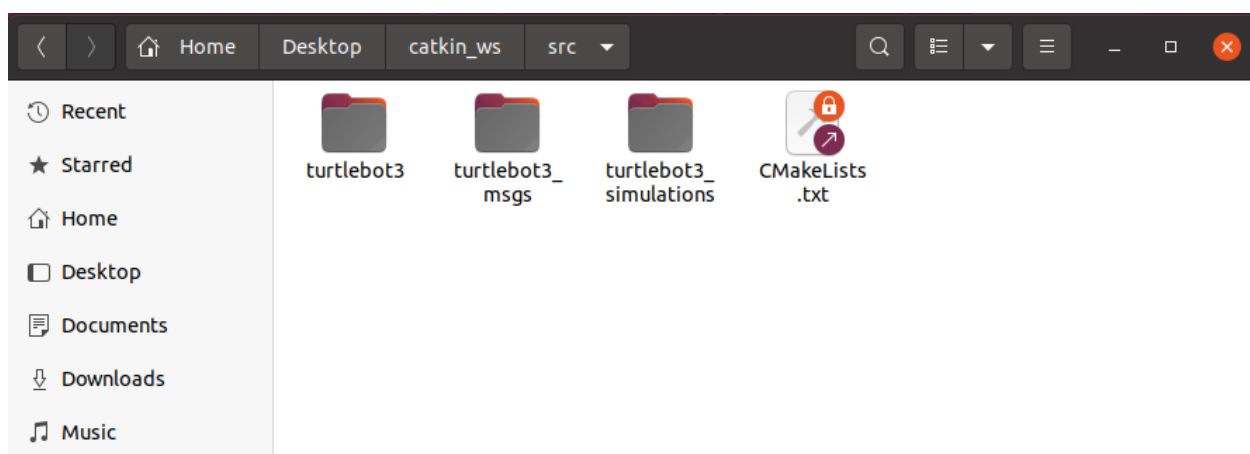 Home Desktop catkin_ws src
Recent
Starred
Home
Desktop
Documents
Downloads
Music
turtlebot3
turtlebot3_
msgs
turtlebot3_
simulations
CMakeLists
.txt